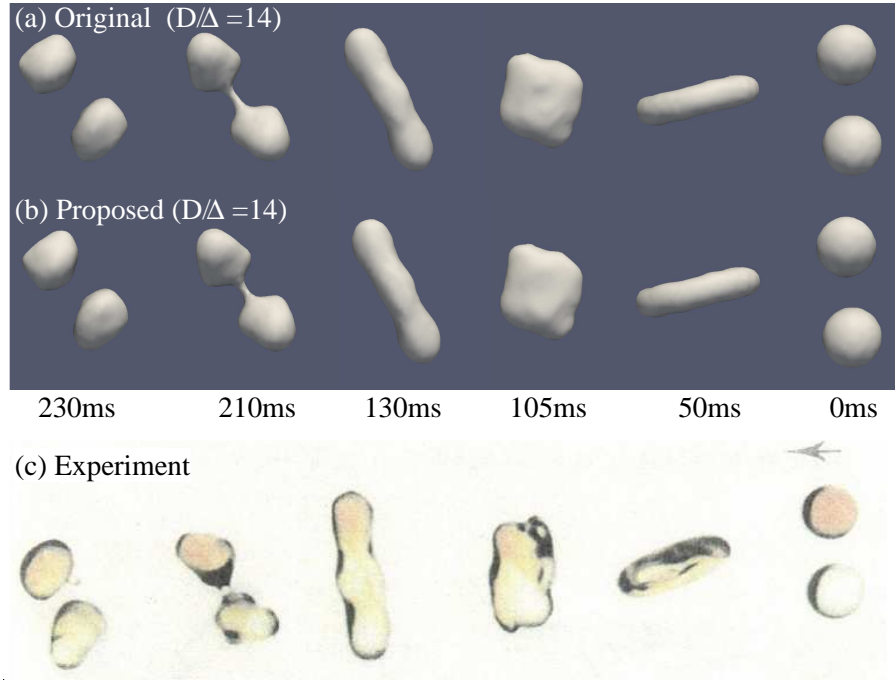 (a) Original (D/Δ =14)
(b) Proposed (D/Δ =14)
230ms 210ms 130ms 105ms 50ms 0ms
(c) Experiment